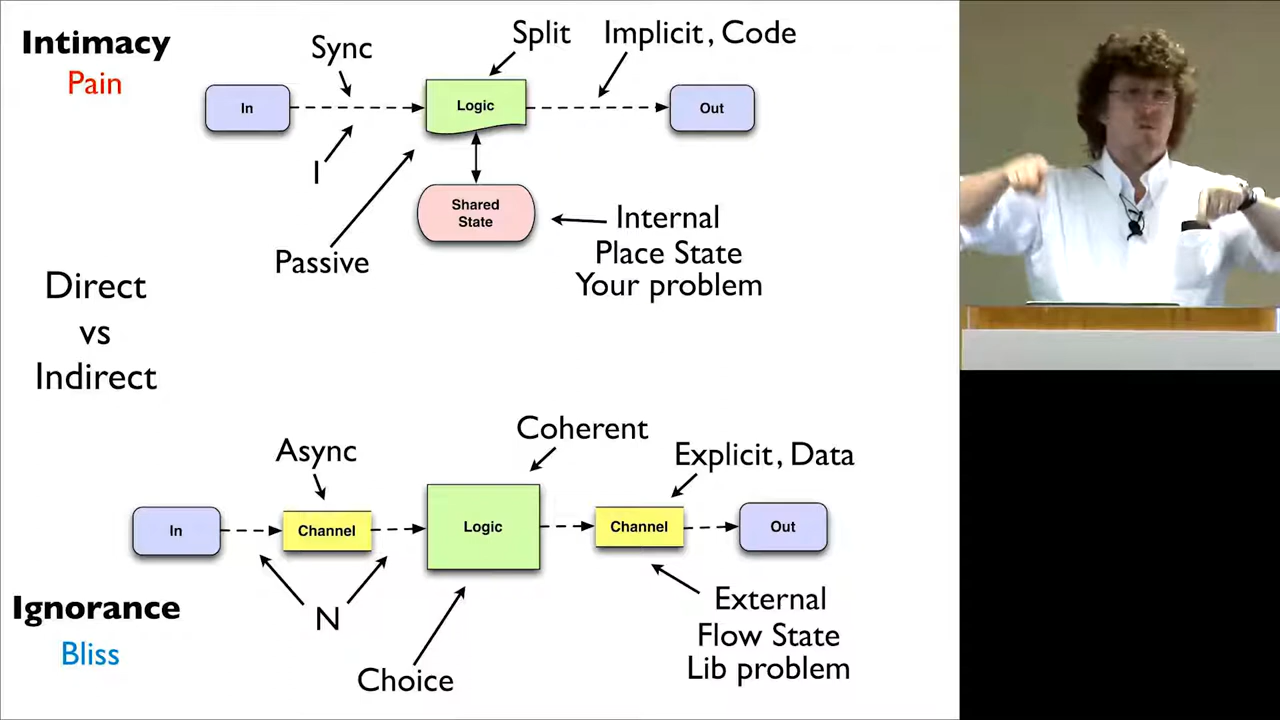 Intimacy
Pain
Sync
Split
Implicit, Code
In
Logic
Out
I
Shared
State
Passive
Internal
Place State
Your problem
Direct
vs
Indirect
Async
Coherent
Explicit, Data
In
Channel
Logic
Channel
Out
Ignorance
Bliss
N
Choice
External
Flow State
Lib problem